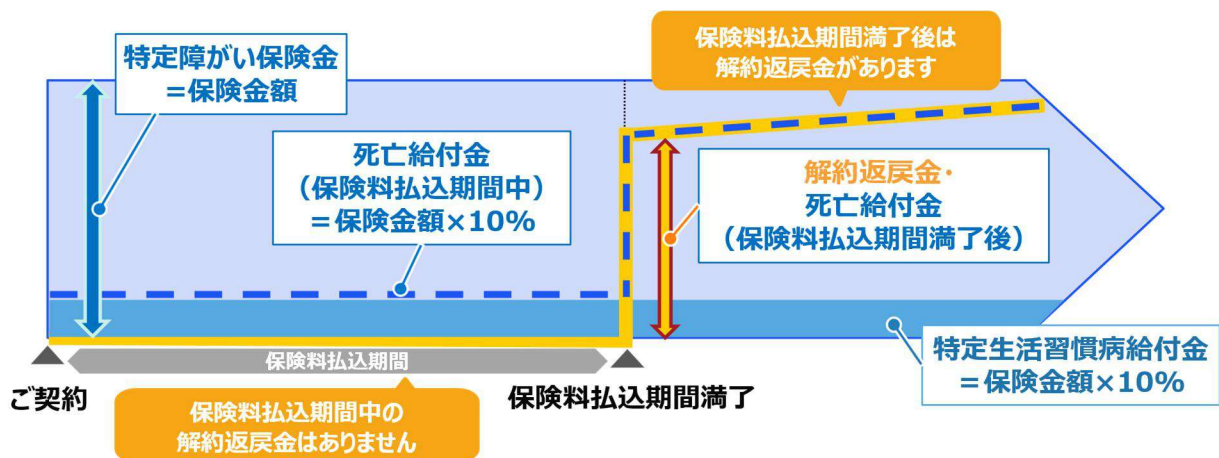 特定障がい保険金
＝保険金額
保険料払込期間満了後は
解約返戻金があります
死亡給付金
（保険料払込期間中）
＝保険金額×10%
解約返戻金・
死亡給付金
（保険料払込期間満了後）
保険料払込期間
特定生活習慣病給付金
＝保険金額×10%
ご契約
保険料払込期間満了
保険料払込期間中の
解約返戻金はありません